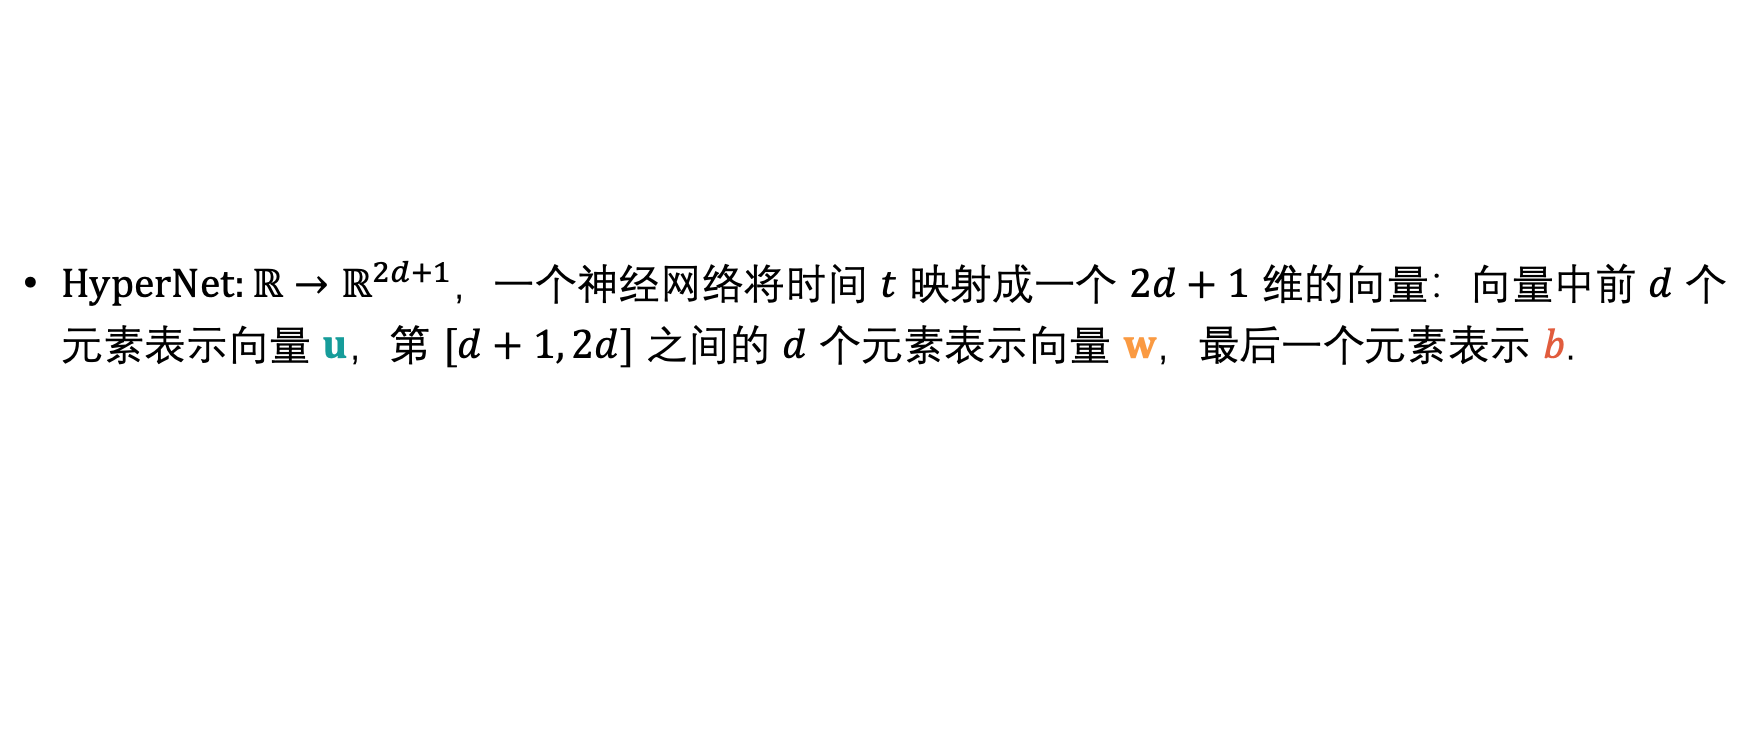 • HyperNet: ℝ → ℝ^{2d+1}, 一个神经网络将时间 t 映射成一个 2d + 1 维的向量：向量中前 d 个
元素表示向量 u, 第 [d + 1, 2d] 之间的 d 个元素表示向量 w, 最后一个元素表示 b.